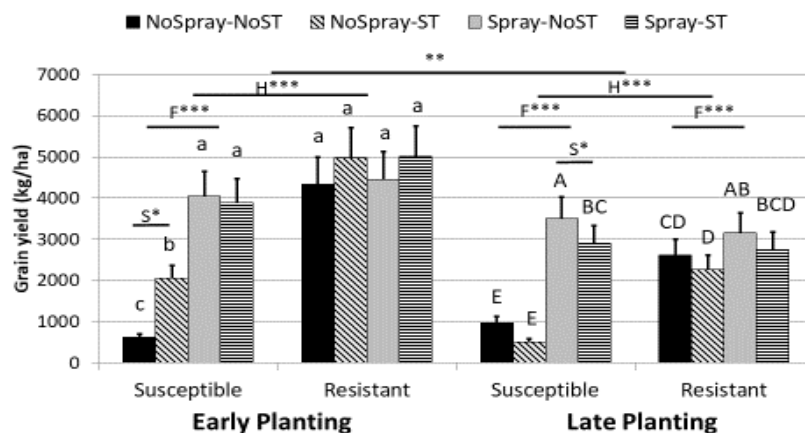 NoSpray-NoST NoSpray-ST Spray-NoST Spray-ST
**
7000
H*** H***
6000
F*** a a a a F*** F***
a a S*
5000
4000
A
S* AB
BC BCD
3000
b CD D
2000
c E E
1000
0
Grain yield (kg/ha)
Susceptible Resistant Susceptible Resistant
Early Planting Late Planting